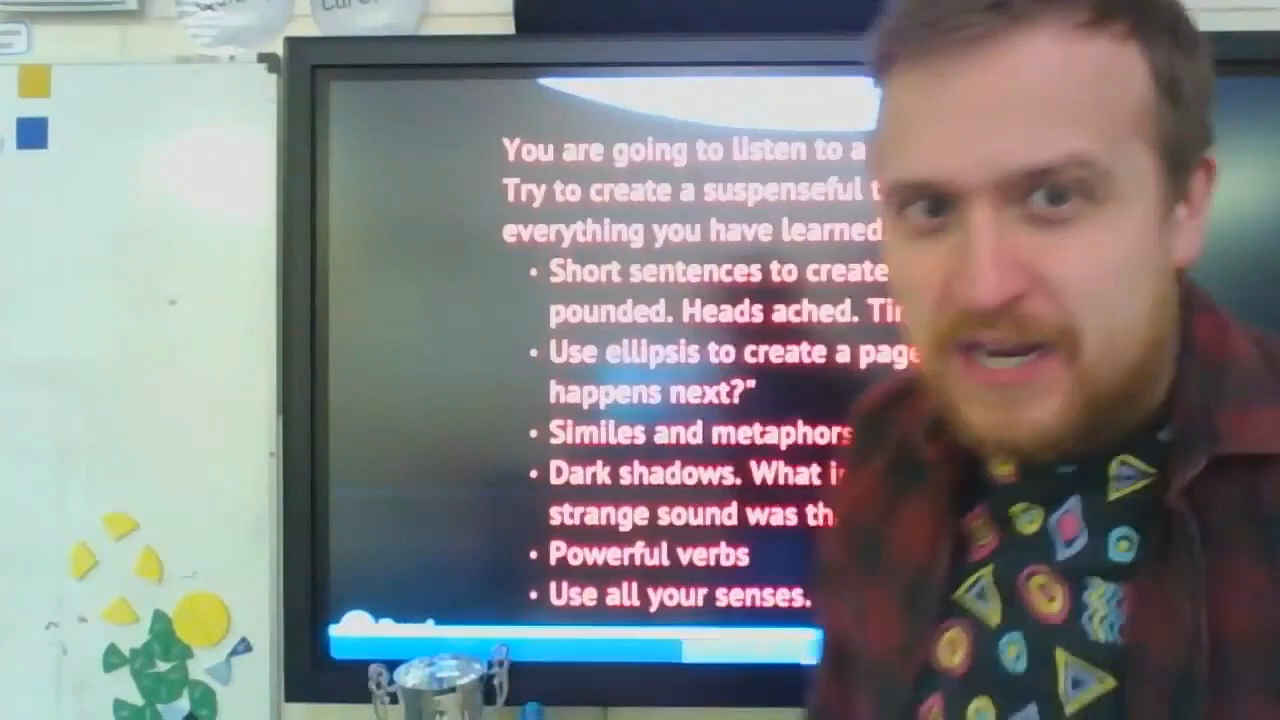 You are going to listen to a
Try to create a suspenseful
everything you have learned.
• Short sentences to create
pounded. Heads ached.
• Use ellipsis to create a page
happens next?"
• Similes and metaphors
• Dark shadows. What
strange sound was
• Powerful verbs
• Use all your senses.